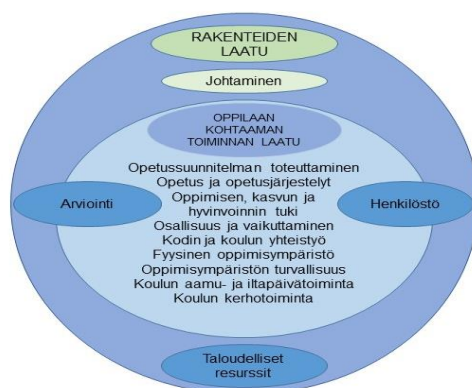 RAKENTEIDEN
LAATU
Johtaminen
OPPILAAN
KOHTAAMAN
TOIMINNAN LAATU
Opetussuunnitelman toteuttaminen
Opetus ja opetusjärjestelyt
Oppimisen, kasvun ja
hyvinvoinnin tuki
Osallisuus ja vaikuttaminen
Kodin ja koulun yhteistyö
Fyysinen oppimisympäristö
Oppimisympäristön turvallisuus
Koulun aamu- ja iltapäivätoiminta
Koulun kerhotoiminta
Arviointi
Henkilöstö
Taloudelliset
resurssit